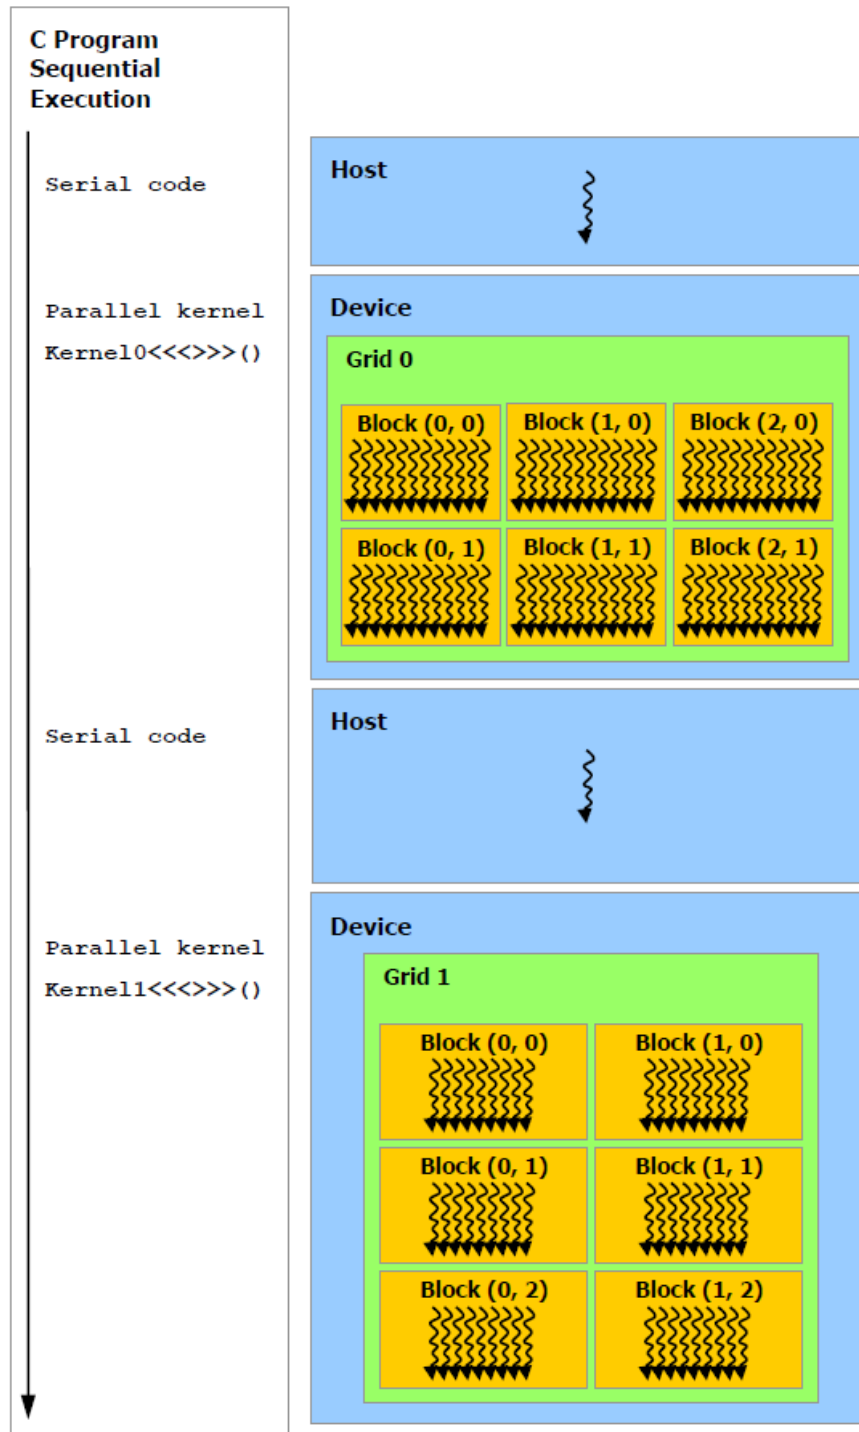 C Program
Sequential
Execution
Serial code
Host
Parallel kernel
Kernel0<<<>>>()
Device
Grid 0
Block (0, 0)
Block (1, 0)
Block (2, 0)
Block (0, 1)
Block (1, 1)
Block (2, 1)
Serial code
Host
Parallel kernel
Kernel1<<<>>>()
Device
Grid 1
Block (0, 0)
Block (1, 0)
Block (0, 1)
Block (1, 1)
Block (0, 2)
Block (1, 2)